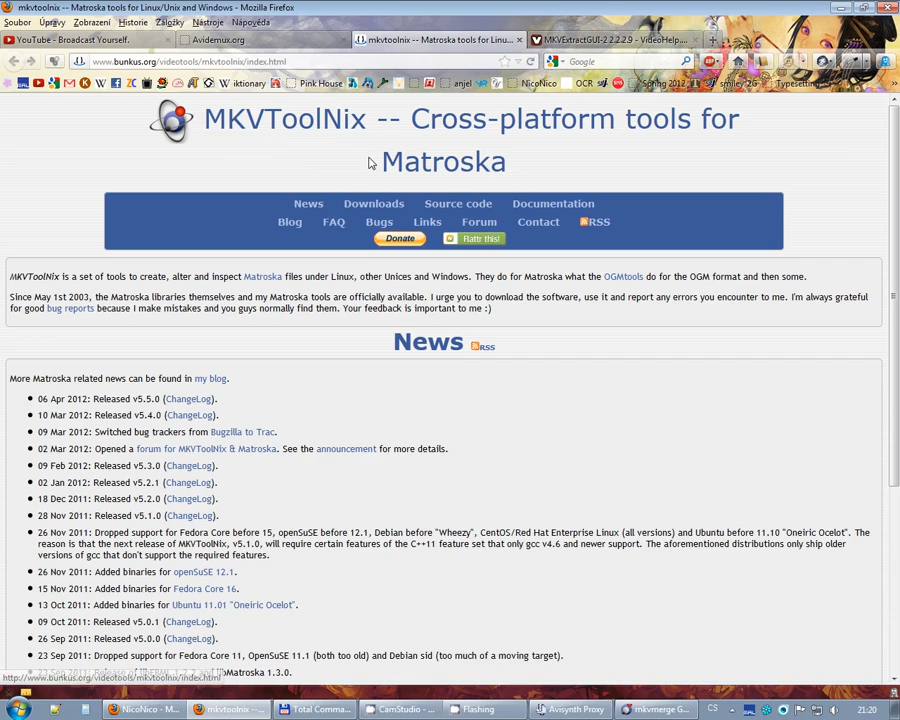 mkvtoolnix -- Matroska tools for Linux/Unix and Windows - Mozilla Firefox
Soubor Úpravy Zobrazení Historie Záložky Nástroje Nápověda
YouTube - Broadcast Yourself. Avidemux.org mkvtoolnix -- Matroska tools for Linu... MKVExtractGUI-2 2.2.2.9 - VideoHelp....
www.bunkus.org/videotools/mkvtoolnix/index.html Google
iktionary Pink House anjel NicoNico OCR Spring 2012 smiley 2G Typesetting
MKVToolNix -- Cross-platform tools for
Matroska
News Downloads Source code Documentation
Blog FAQ Bugs Links Forum Contact RSS
Donate Flattr this!
MKVToolNix is a set of tools to create, alter and inspect Matroska files under Linux, other Unices and Windows. They do for Matroska what the OGMtools do for the OGM format and then some.
Since May 1st 2003, the Matroska libraries themselves and my Matroska tools are officially available. I urge you to download the software, use it and report any errors you encounter to me. I'm always grateful
for good bug reports because I make mistakes and you guys normally find them. Your feedback is important to me :)
News RSS
More Matroska related news can be found in my blog.
06 Apr 2012: Released v5.5.0 (ChangeLog).
10 Mar 2012: Released v5.4.0 (ChangeLog).
09 Mar 2012: Switched bug trackers from Bugzilla to Trac.
02 Mar 2012: Opened a forum for MKVToolNix & Matroska. See the announcement for more details.
09 Feb 2012: Released v5.3.0 (ChangeLog).
02 Jan 2012: Released v5.2.1 (ChangeLog).
18 Dec 2011: Released v5.2.0 (ChangeLog).
28 Nov 2011: Released v5.1.0 (ChangeLog).
26 Nov 2011: Dropped support for Fedora Core before 15, openSuSE before 12.1, Debian before "Wheezy", CentOS/Red Hat Enterprise Linux (all versions) and Ubuntu before 11.10 "Oneiric Ocelot". The
reason is that the next release of MKVToolNix, v5.1.0, will require certain features of the C++11 feature set that only gcc v4.6 and newer support. The aforementioned distributions only ship older
versions of gcc that don't support the required features.
26 Nov 2011: Added binaries for openSuSE 12.1.
15 Nov 2011: Added binaries for Fedora Core 16.
13 Oct 2011: Added binaries for Ubuntu 11.01 "Oneiric Ocelot".
09 Oct 2011: Released v5.0.1 (ChangeLog).
26 Sep 2011: Released v5.0.0 (ChangeLog).
23 Sep 2011: Dropped support for Fedora Core 11, OpenSuSE 11.1 (both too old) and Debian sid (too much of a moving target).
Matroska 1.3.0.
http://www.bunkus.org/videotools/mkvtoolnix/index.html
NicoNico - M... mkvtoolnix --... Total Comma... CamStudio - ... Flashing Avisynth Proxy mkvmerge G... CS 21:20